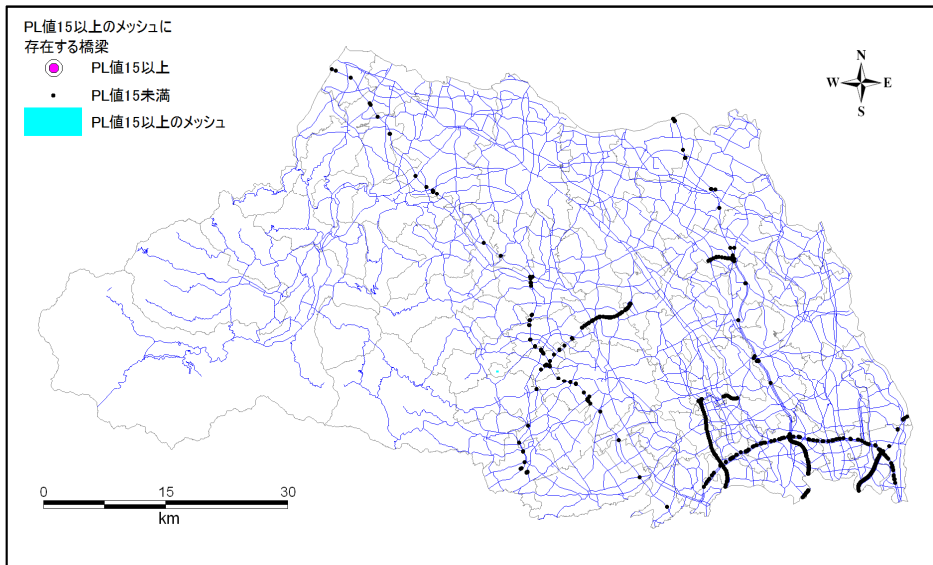 PL値15以上のメッシュに
存在する橋梁
PL値15以上
PL値15未満
PL値15以上のメッシュ
N
W E
S
0 15 30
km